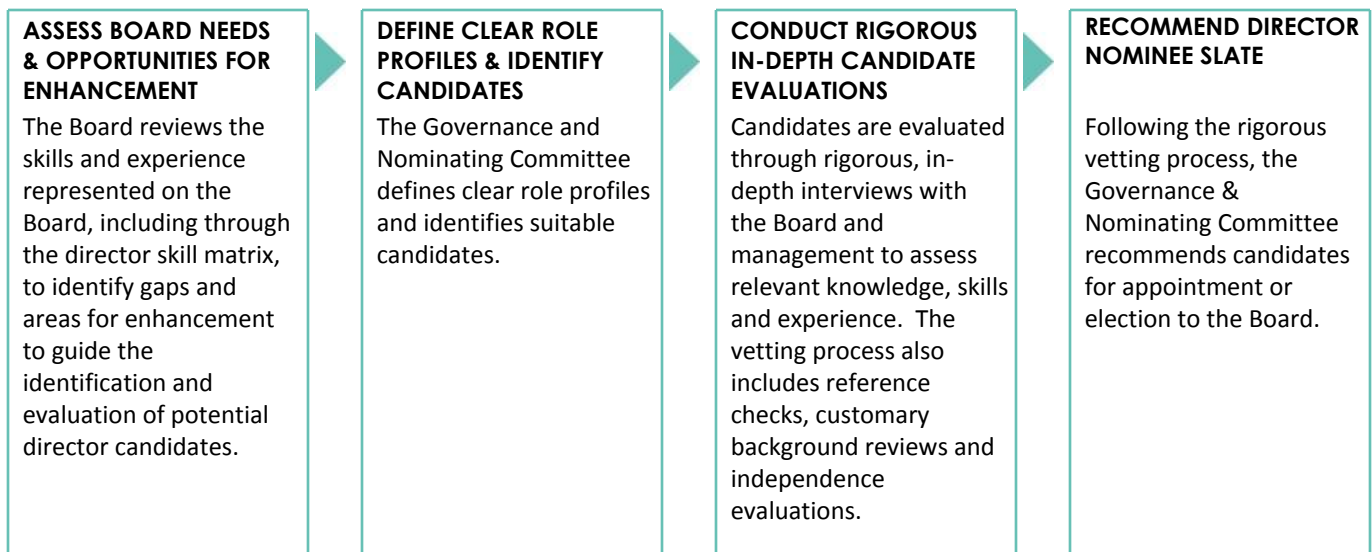 ASSESS BOARD NEEDS
& OPPORTUNITIES FOR
ENHANCEMENT
The Board reviews the
skills and experience
represented on the
Board, including through
the director skill matrix,
to identify gaps and
areas for enhancement
to guide the
identification and
evaluation of potential
director candidates.
DEFINE CLEAR ROLE
PROFILES & IDENTIFY
CANDIDATES
The Governance and
Nominating Committee
defines clear role profiles
and identifies suitable
candidates.
CONDUCT RIGOROUS
IN-DEPTH CANDIDATE
EVALUATIONS
Candidates are evaluated
through rigorous, in-
depth interviews with
the Board and
management to assess
relevant knowledge, skills
and experience.  The
vetting process also
includes reference
checks, customary
background reviews and
independence
evaluations.
RECOMMEND DIRECTOR
NOMINEE SLATE
Following the rigorous
vetting process, the
Governance &
Nominating Committee
recommends candidates
for appointment or
election to the Board.